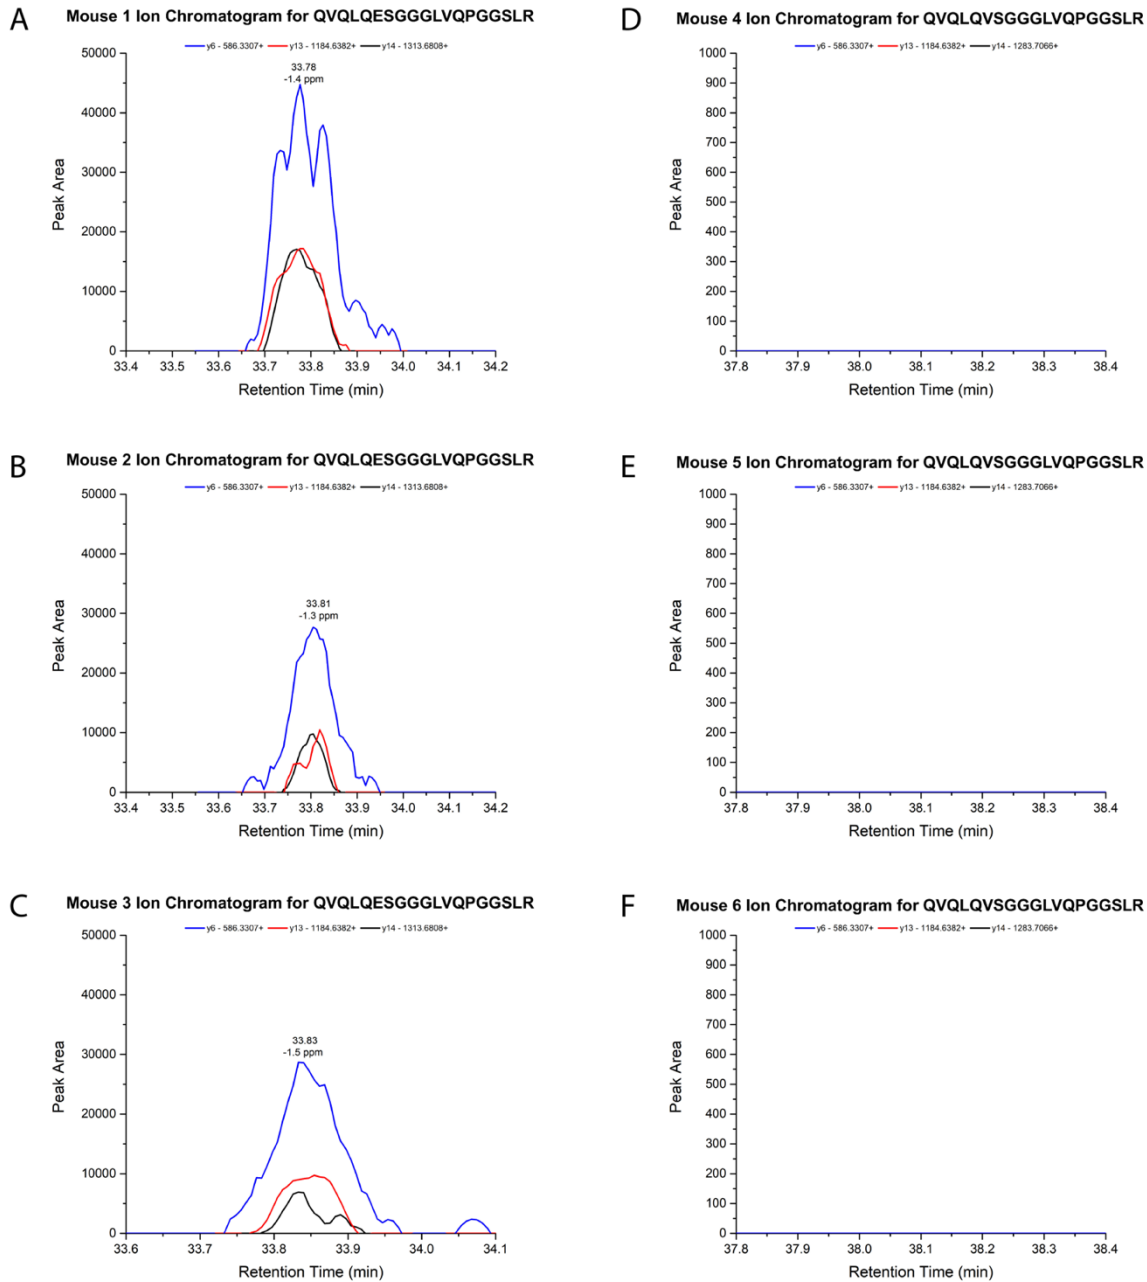 A
Mouse 1 Ion Chromatogram for QVQLQESGGGLVQPGGSLR
y6 - 586.3307+ y13 - 1184.6382+ y14 - 1313.6808+
50000
40000
30000
20000
10000
0
Peak Area
33.78
-1.4 ppm
33.4 33.5 33.6 33.7 33.8 33.9 34.0 34.1 34.2
Retention Time (min)
D
Mouse 4 Ion Chromatogram for QVQLQVSGGGLVQPGGSLR
y6 - 586.3307+ y13 - 1184.6382+ y14 - 1283.7066+
1000
900
800
700
600
500
400
300
200
100
0
Peak Area
37.8 37.9 38.0 38.1 38.2 38.3 38.4
Retention Time (min)
B
Mouse 2 Ion Chromatogram for QVQLQESGGGLVQPGGSLR
y6 - 586.3307+ y13 - 1184.6382+ y14 - 1313.6808+
50000
40000
30000
20000
10000
0
Peak Area
33.81
-1.3 ppm
33.4 33.5 33.6 33.7 33.8 33.9 34.0 34.1 34.2
Retention Time (min)
E
Mouse 5 Ion Chromatogram for QVQLQVSGGGLVQPGGSLR
y6 - 586.3307+ y13 - 1184.6382+ y14 - 1283.7066+
1000
900
800
700
600
500
400
300
200
100
0
Peak Area
37.8 37.9 38.0 38.1 38.2 38.3 38.4
Retention Time (min)
C
Mouse 3 Ion Chromatogram for QVQLQESGGGLVQPGGSLR
y6 - 586.3307+ y13 - 1184.6382+ y14 - 1313.6808+
50000
40000
30000
20000
10000
0
Peak Area
33.83
-1.5 ppm
33.6 33.7 33.8 33.9 34.0 34.1
Retention Time (min)
F
Mouse 6 Ion Chromatogram for QVQLQVSGGGLVQPGGSLR
y6 - 586.3307+ y13 - 1184.6382+ y14 - 1283.7066+
1000
900
800
700
600
500
400
300
200
100
0
Peak Area
37.8 37.9 38.0 38.1 38.2 38.3 38.4
Retention Time (min)